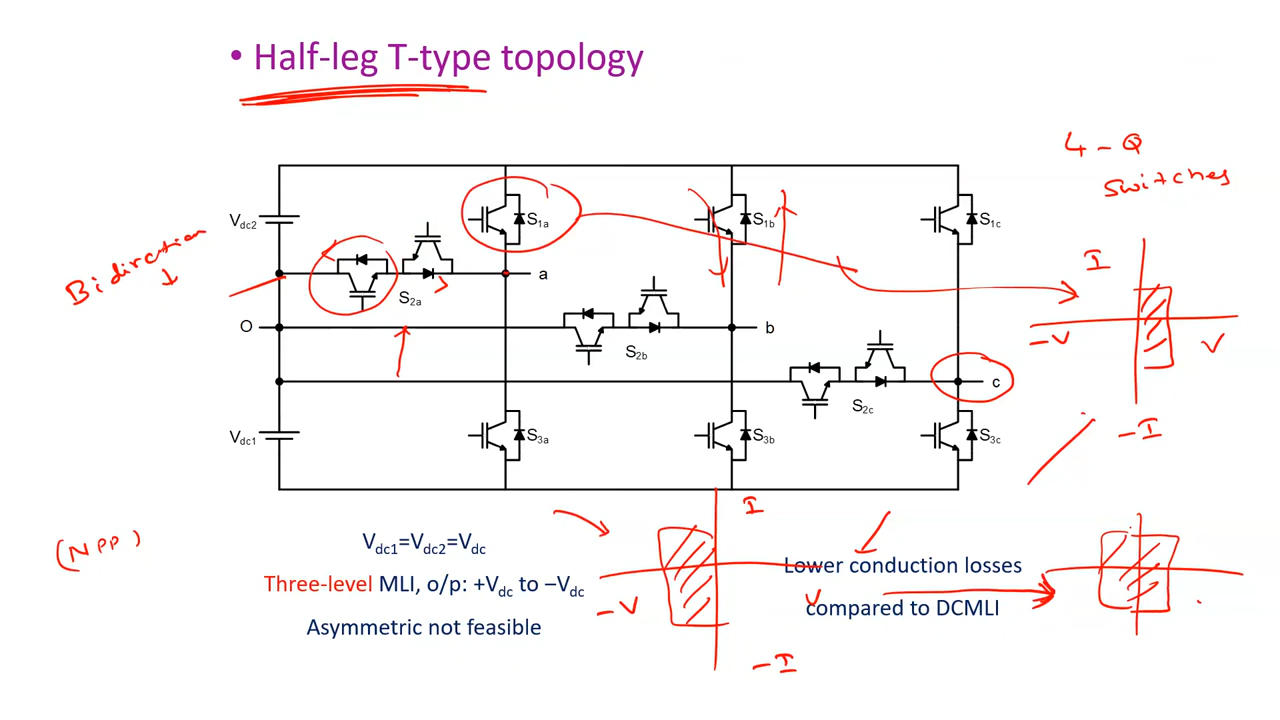 • Half-leg T-type topology
4 - Q
Switches
Bidirection
Vdc2
S1a
S1b
S1c
a
S2a
O
b
S2b
c
S2c
Vdc1
S3a
S3b
S3c
I
-V
V
-I
(NPP)
Vdc1=Vdc2=Vdc
Three-level MLI, o/p: +Vdc to –Vdc
Asymmetric not feasible
I
-V
V
-I
Lower conduction losses
compared to DCMLI